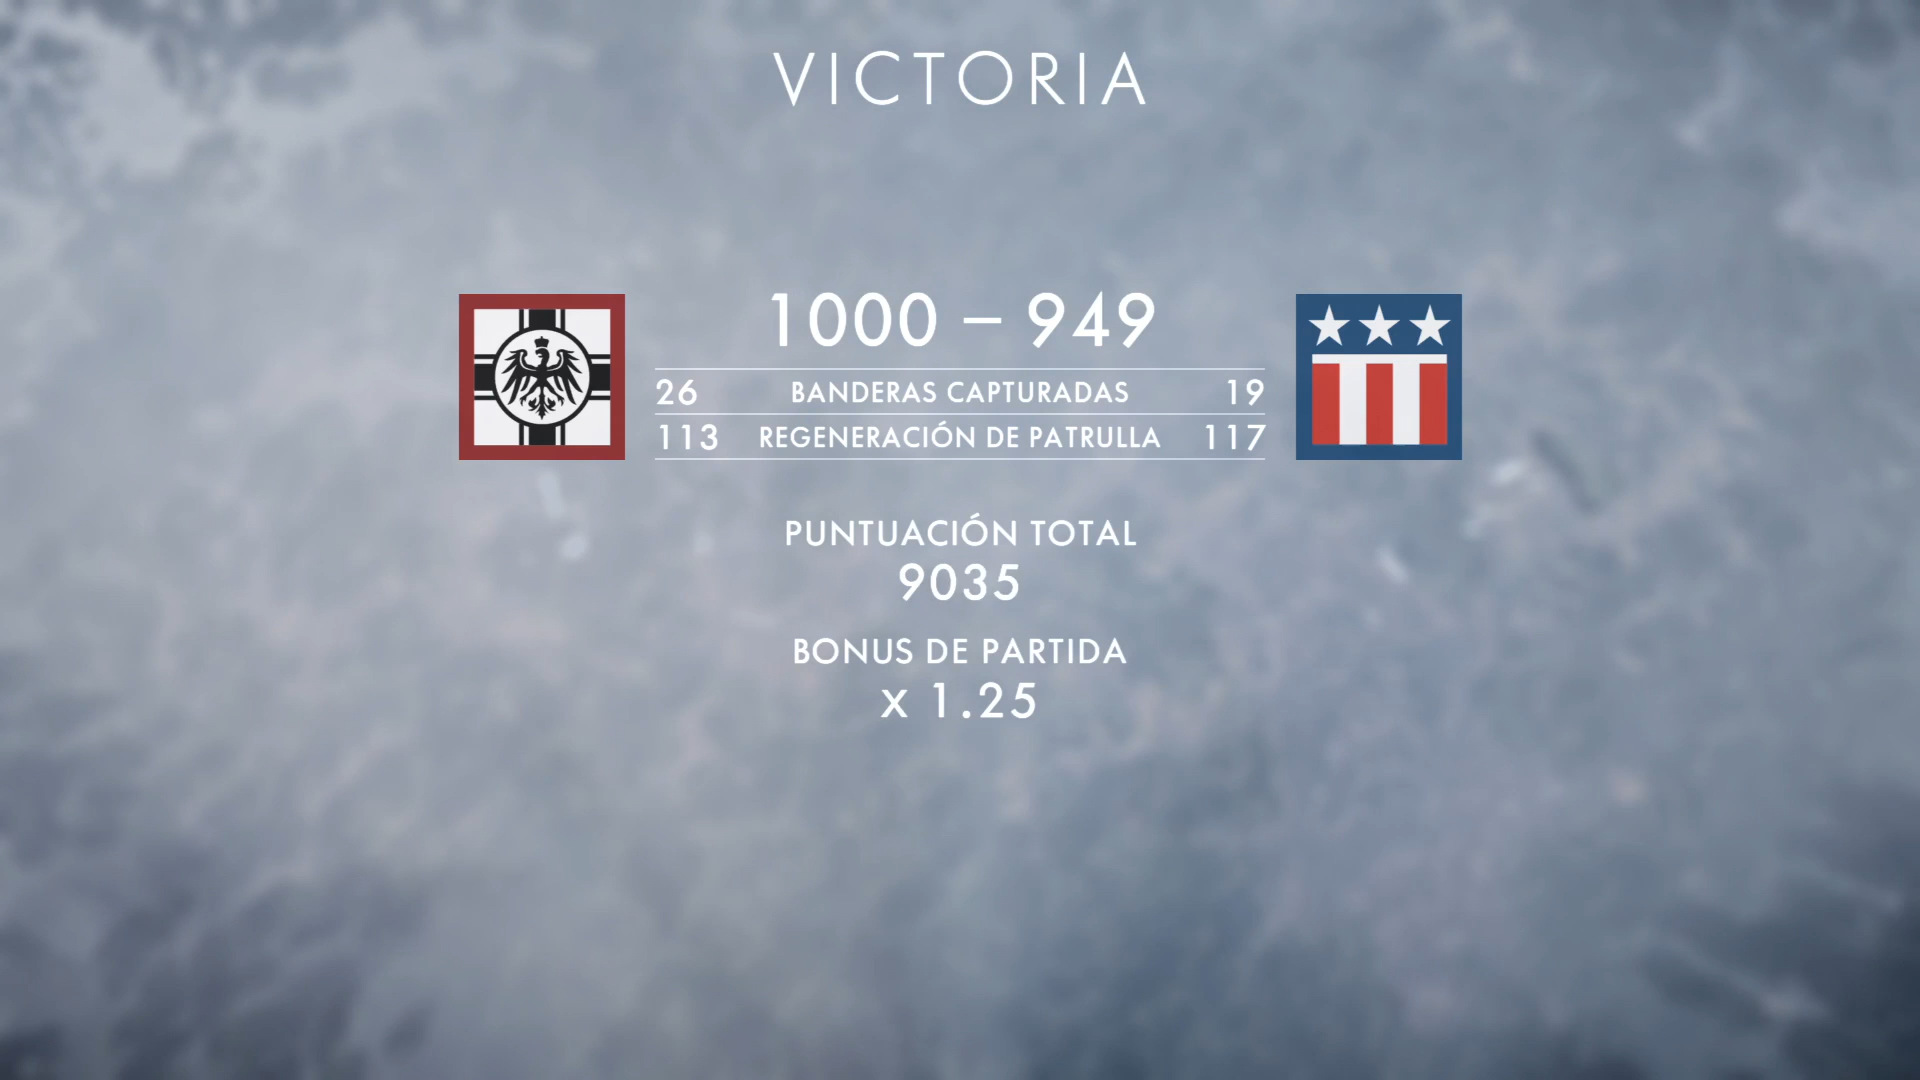 VICTORIA
1000 – 949
26 BANDERAS CAPTURADAS 19
113 REGENERACIÓN DE PATRULLA 117
PUNTUACIÓN TOTAL
9035
BONUS DE PARTIDA
x 1.25